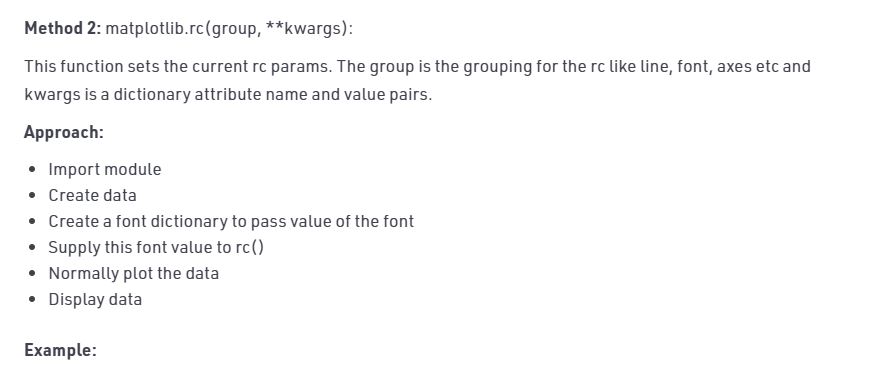 Method 2: matplotlib.rc(group, **kwargs):
This function sets the current rc params. The group is the grouping for the rc like line, font, axes etc and
kwargs is a dictionary attribute name and value pairs.
Approach:
• Import module
• Create data
• Create a font dictionary to pass value of the font
• Supply this font value to rc()
• Normally plot the data
• Display data
Example: